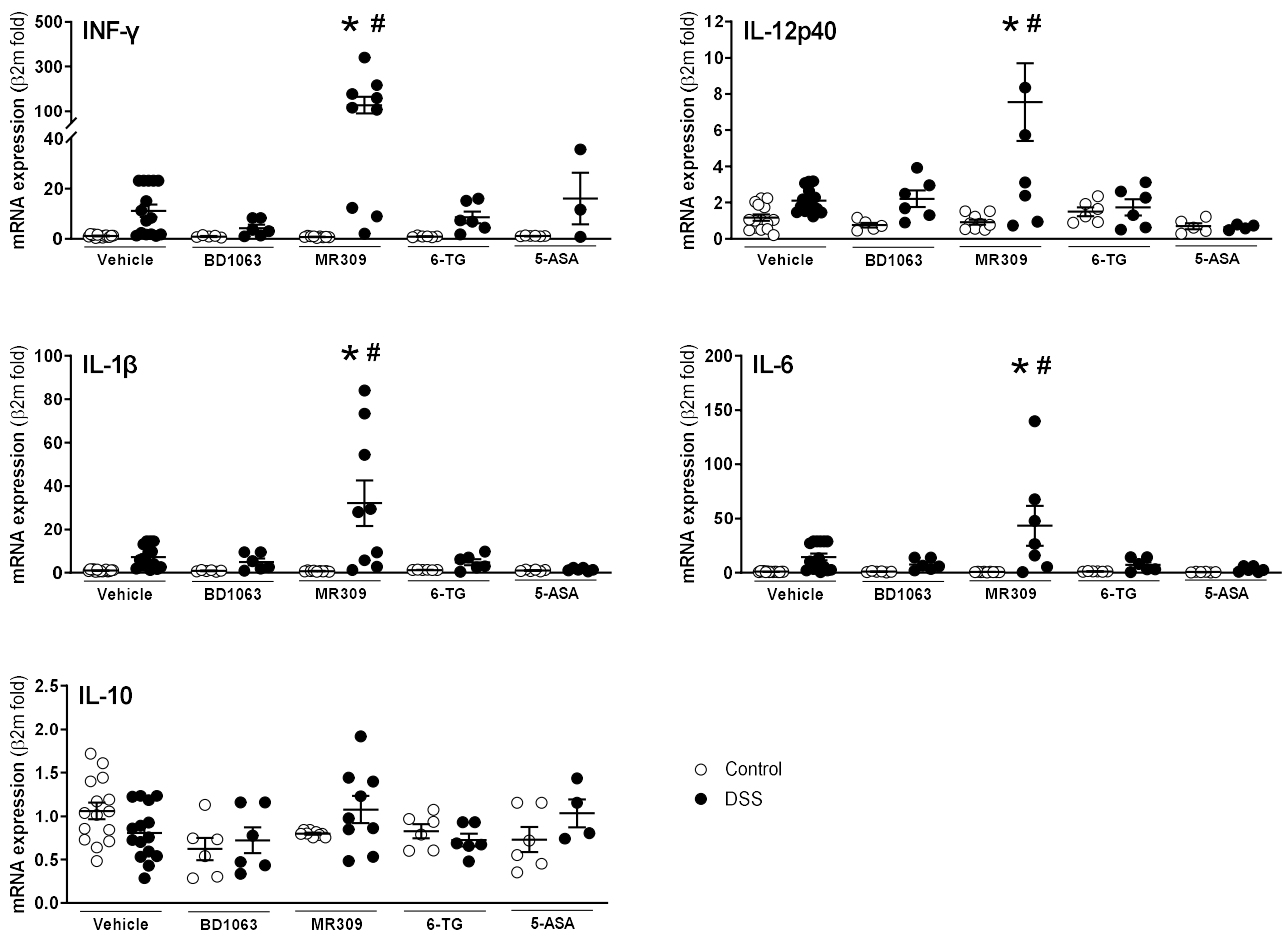 INF-γ
* #
mRNA expression (β2m fold)
500
300
100
40
20
0
Vehicle BD1063 MR309 6-TG 5-ASA
IL-12p40
* #
mRNA expression (β2m fold)
12
10
8
6
4
2
0
Vehicle BD1063 MR309 6-TG 5-ASA
IL-1β
* #
mRNA expression (β2m fold)
100
80
60
40
20
0
Vehicle BD1063 MR309 6-TG 5-ASA
IL-6
* #
mRNA expression (β2m fold)
200
150
100
50
0
Vehicle BD1063 MR309 6-TG 5-ASA
IL-10
mRNA expression (β2m fold)
2.5
2.0
1.5
1.0
0.5
0.0
Vehicle BD1063 MR309 6-TG 5-ASA
Control
DSS